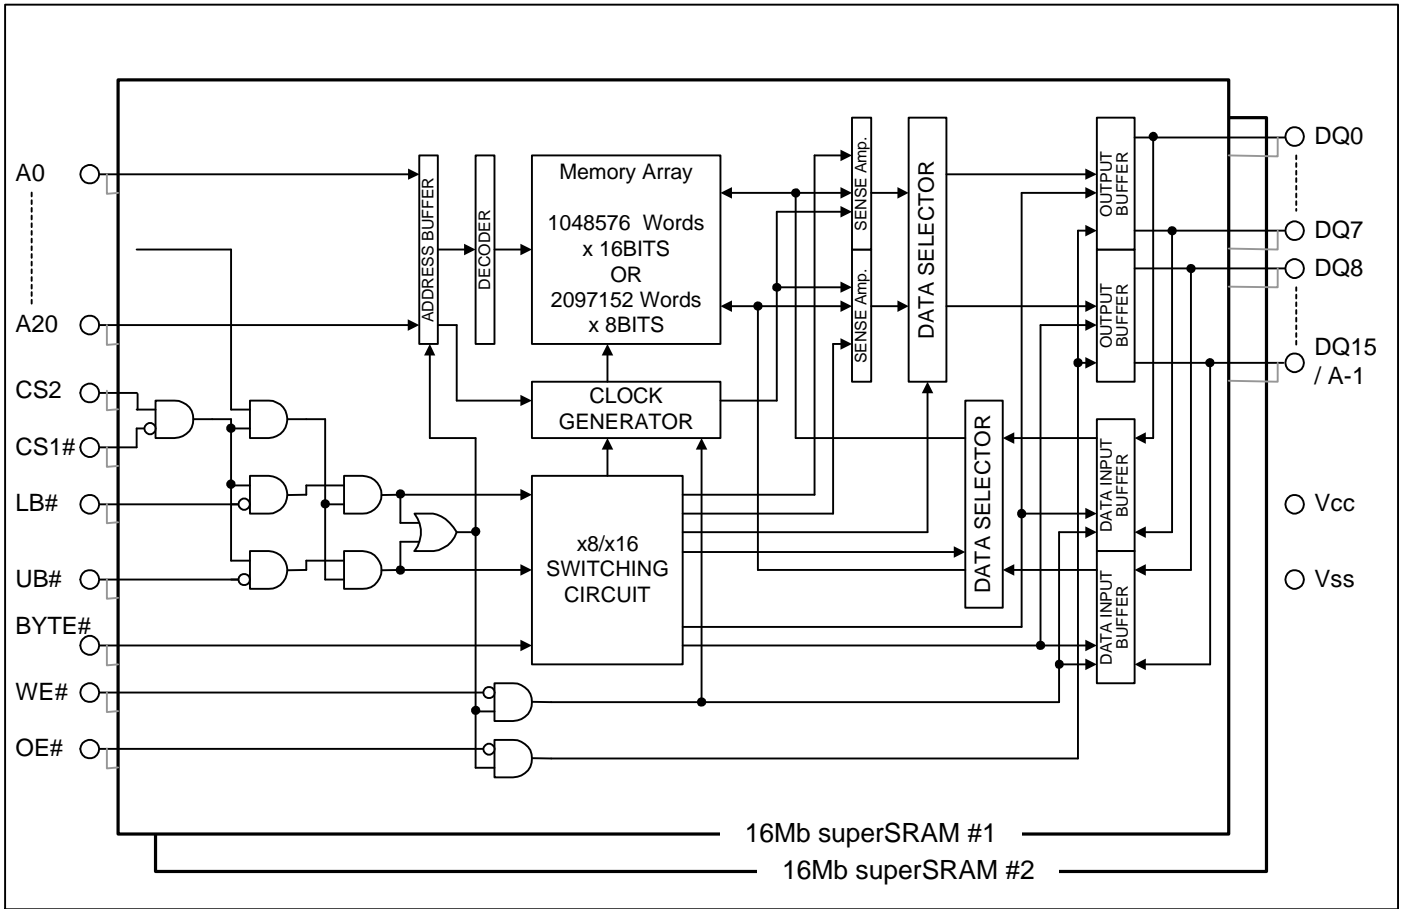 A0
A20
CS2
CS1#
LB#
UB#
BYTE#
WE#
OE#
ADDRESS BUFFER
DECODER
Memory Array
1048576 Words
x 16BITS
OR
2097152 Words
x 8BITS
CLOCK
GENERATOR
x8/x16
SWITCHING
CIRCUIT
SENSE Amp.
SENSE Amp.
DATA SELECTOR
DATA SELECTOR
OUTPUT
BUFFER
OUTPUT
BUFFER
DATA INPUT
BUFFER
DATA INPUT
BUFFER
DQ0
DQ7
DQ8
DQ15
/ A-1
Vcc
Vss
16Mb superSRAM #1
16Mb superSRAM #2